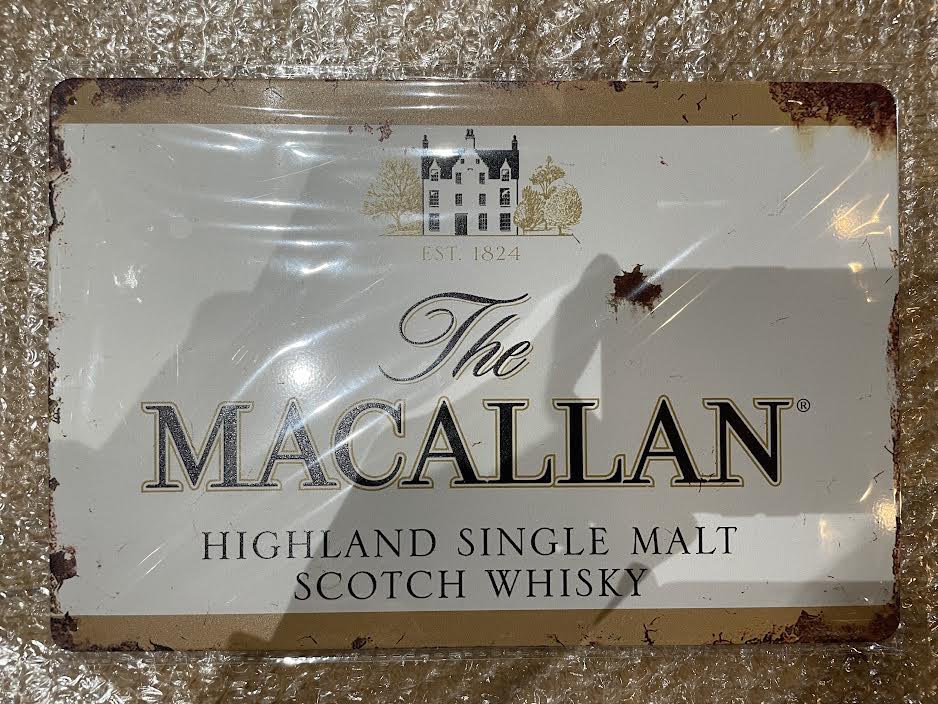 EST. 1824
The
MACALLAN®
HIGHLAND SINGLE MALT
SCOTCH WHISKY